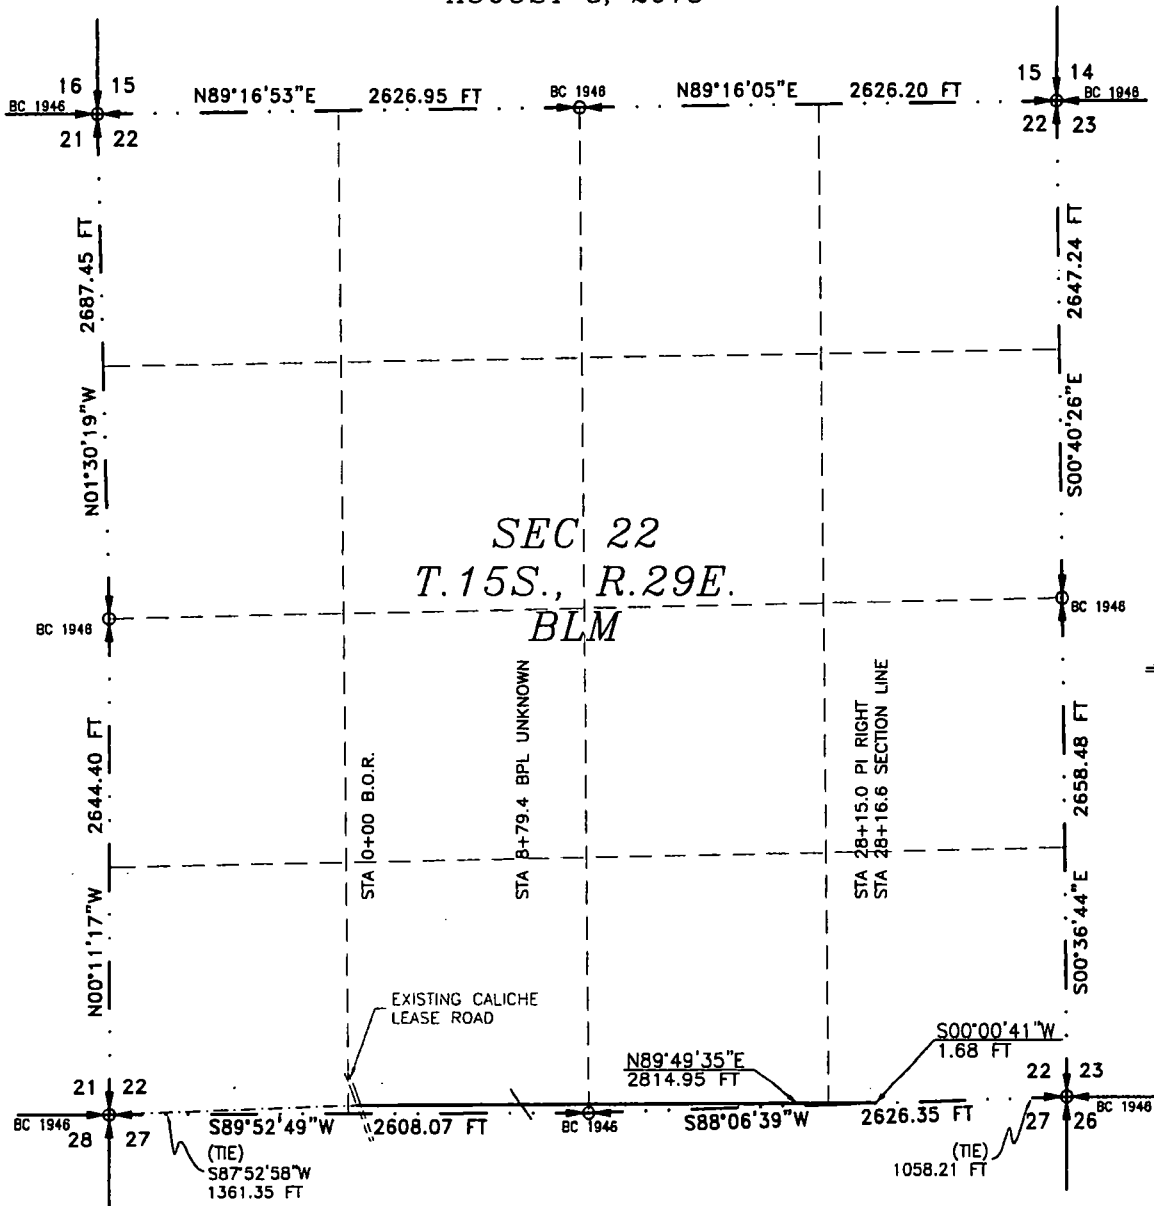 16 15
BC 1946
21 22
N89°16'53"E 2626.95 FT
BC 1946
N89°16'05"E 2626.20 FT
15 14
BC 1946
22 23
2687.45 FT
N01°30'19"W
2647.24 FT
S00°40'26"E
SEC 22
T.15S., R.29E.
BLM
BC 1946
BC 1946
2644.40 FT
N00°11'17"W
STA 0+00 B.O.R.
STA 8+79.4 BPL UNKNOWN
STA 28+15.0 PI RIGHT
STA 28+16.6 SECTION LINE
2658.48 FT
S00°36'44"E
EXISTING CALICHE
LEASE ROAD
N89°49'35"E
2814.95 FT
S00°00'41"W
1.68 FT
21 22
BC 1946
28 27
S89°52'49"W 2608.07 FT
BC 1946
S88°06'39"W 2626.35 FT
22 23
BC 1946
27 26
(TIE)
S87°52'58"W
1361.35 FT
(TIE)
1058.21 FT